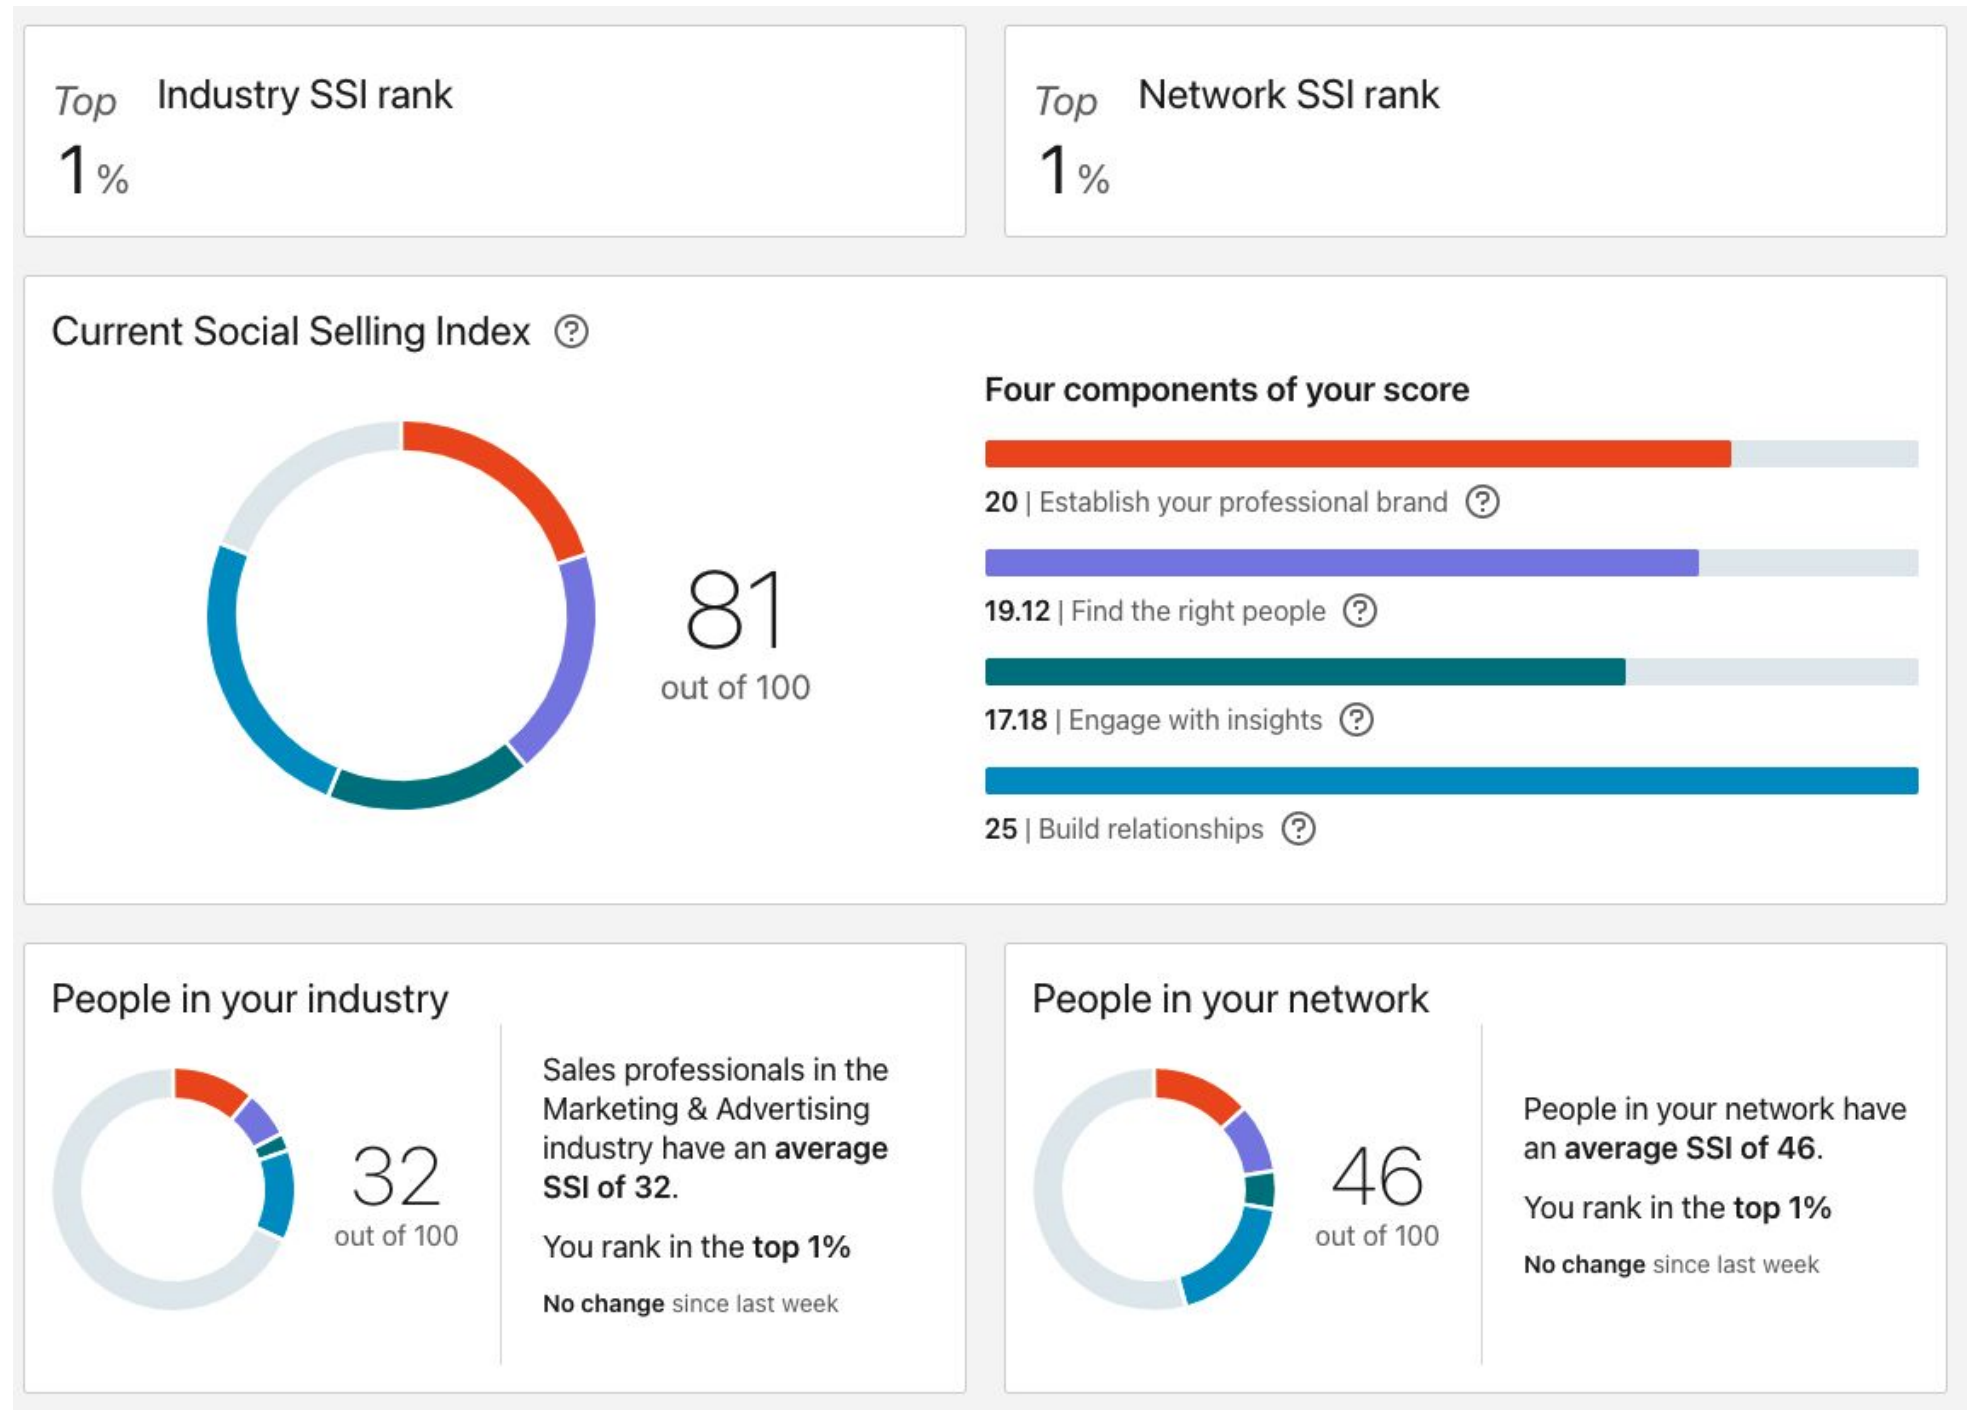 Top Industry SSI rank
1 %
Top Network SSI rank
1 %
Current Social Selling Index ?
81
out of 100
Four components of your score
20 | Establish your professional brand ?
19.12 | Find the right people ?
17.18 | Engage with insights ?
25 | Build relationships ?
People in your industry
32
out of 100
Sales professionals in the
Marketing & Advertising
industry have an average
SSI of 32.
You rank in the top 1%
No change since last week
People in your network
46
out of 100
People in your network have
an average SSI of 46.
You rank in the top 1%
No change since last week